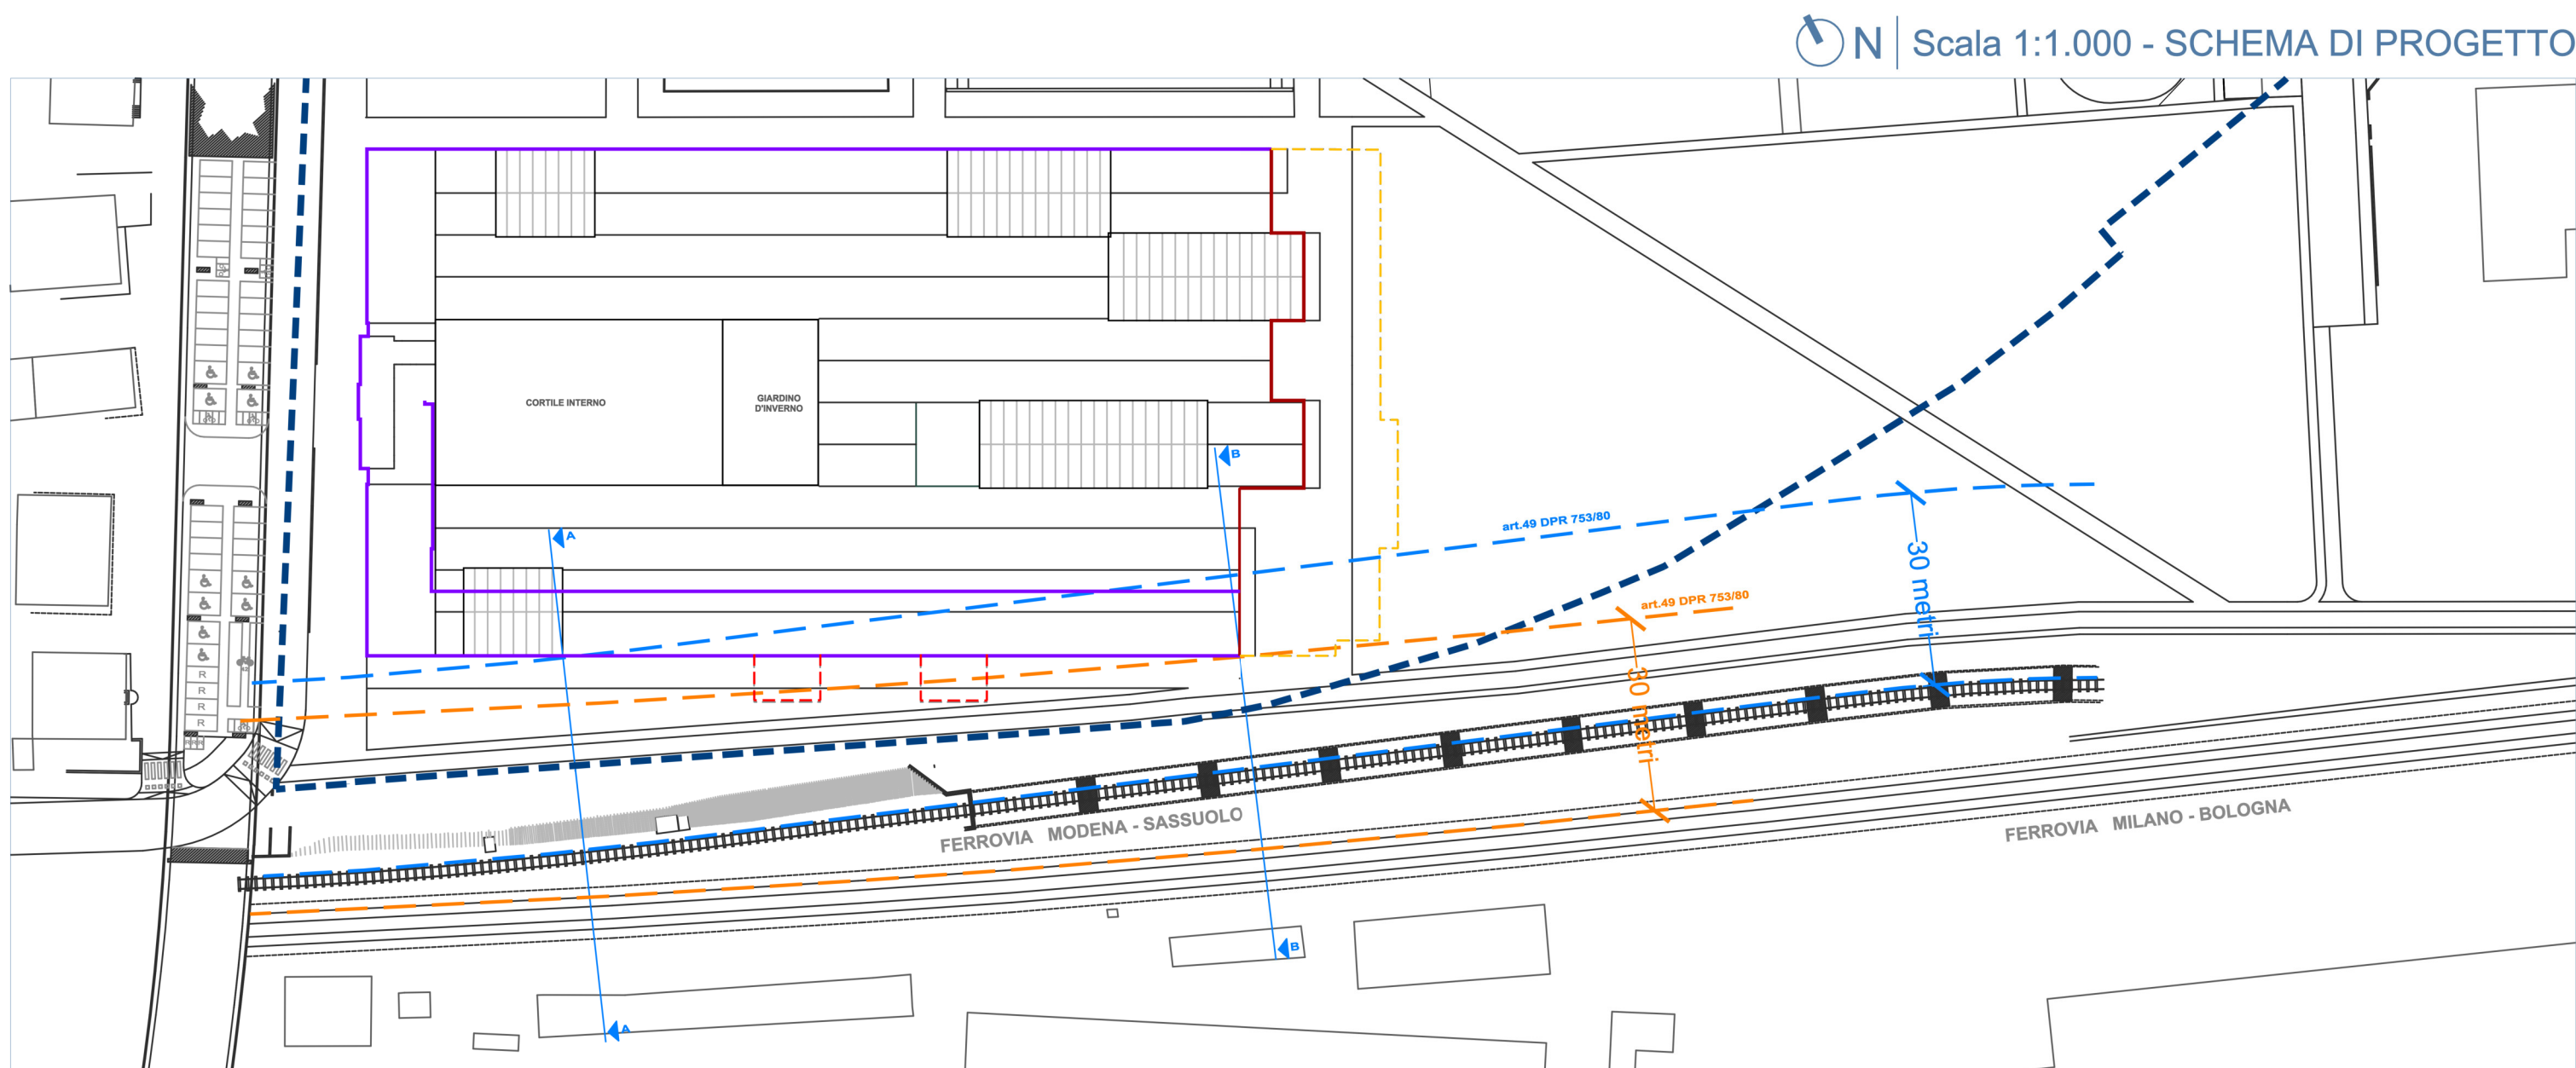 N
Scala 1:1.000 - SCHEMA DI PROGETTO
CORTILE INTERNO
GIARDINO
D'INVERNO
B
A
art.49 DPR 753/80
30 metri
art.49 DPR 753/80
30 metri
R
R
R
R
FERROVIA MODENA - SASSUOLO
FERROVIA MILANO - BOLOGNA
B
A